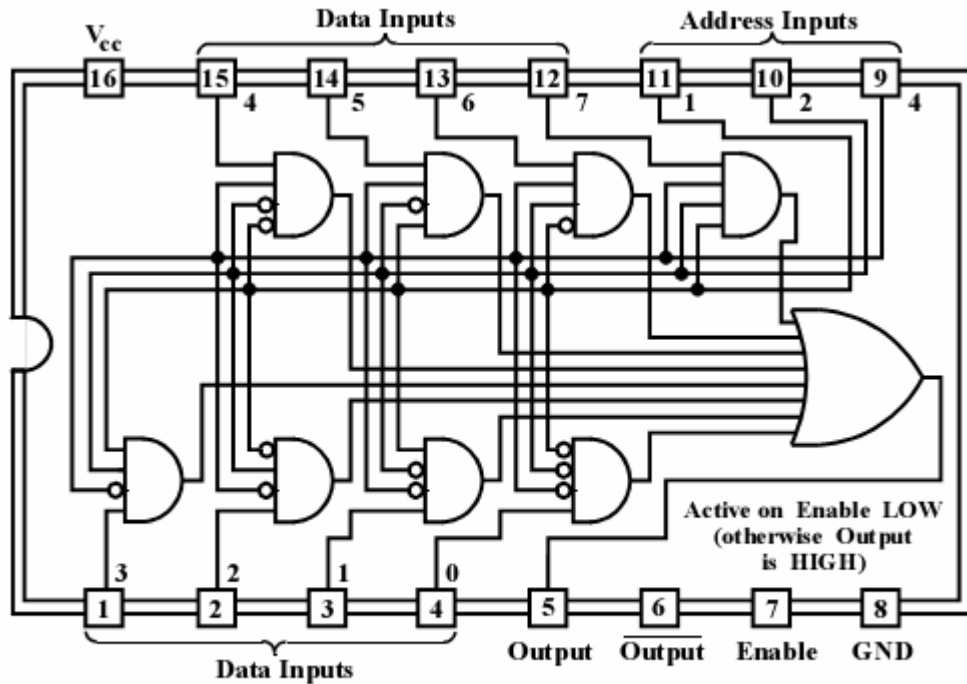 Data Inputs Address Inputs
Vcc
16 15 14 13 12 11 10 9
4 5 6 7 1 2 4
Active on Enable LOW
(otherwise Output
is HIGH)
3 2 1 0
1 2 3 4 5 6 7 8
Output Output Enable GND
Data Inputs